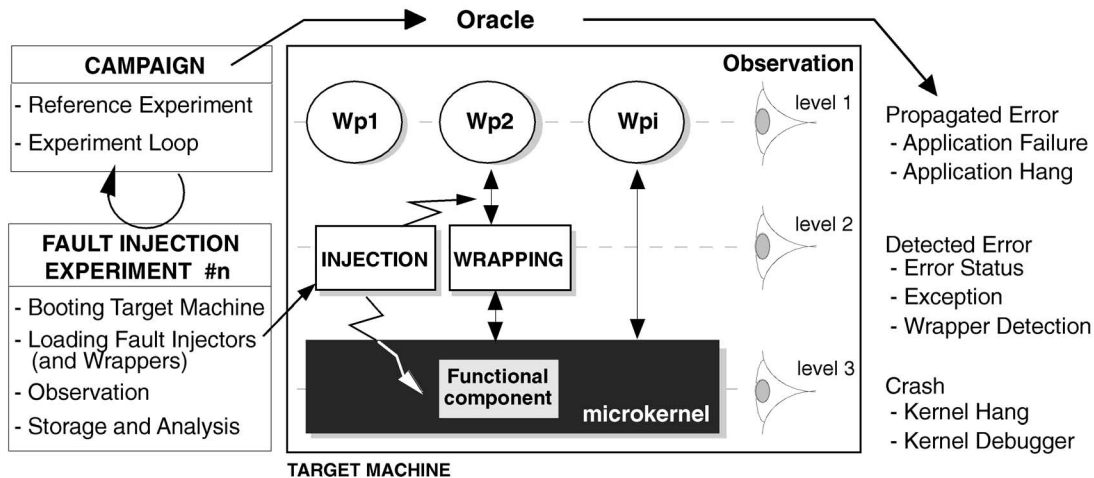 Oracle
CAMPAIGN
- Reference Experiment
- Experiment Loop
FAULT INJECTION
EXPERIMENT #n
- Booting Target Machine
- Loading Fault Injectors
(and Wrappers)
- Observation
- Storage and Analysis
Observation
Wp1
Wp2
Wpi
level 1
INJECTION
WRAPPING
level 2
Functional
component
microkernel
level 3
TARGET MACHINE
Propagated Error
- Application Failure
- Application Hang
Detected Error
- Error Status
- Exception
- Wrapper Detection
Crash
- Kernel Hang
- Kernel Debugger